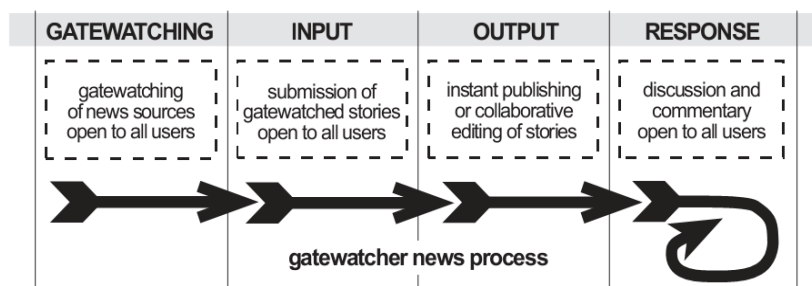 GATEWATCHING
INPUT
OUTPUT
RESPONSE
gatewatching
of news sources
open to all users
submission of
gatewatched stories
open to all users
instant publishing
or collaborative
editing of stories
discussion and
commentary
open to all users
gatewatcher news process